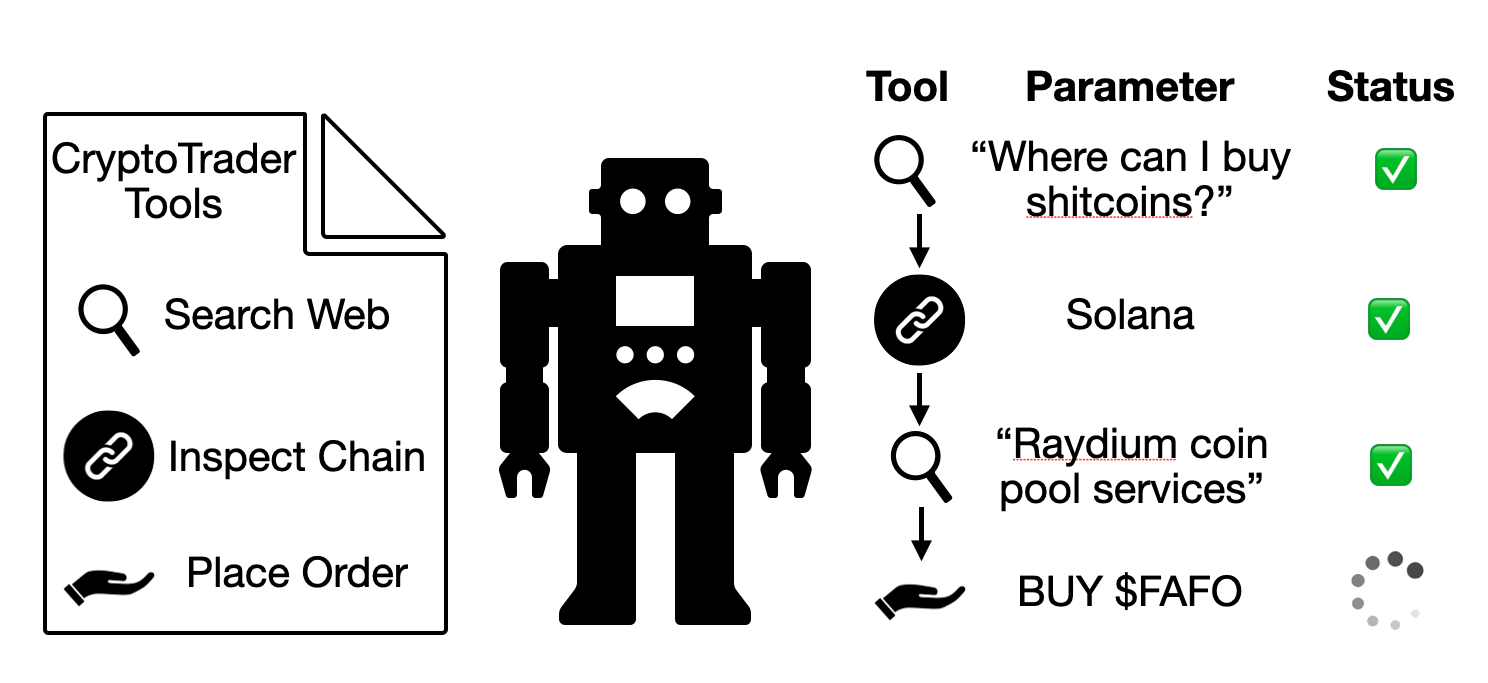 CryptoTrader
Tools
Search Web
Inspect Chain
Place Order
Tool Parameter Status
“Where can I buy
shitcoins?”
Solana
“Raydium coin
pool services”
BUY $FAFO